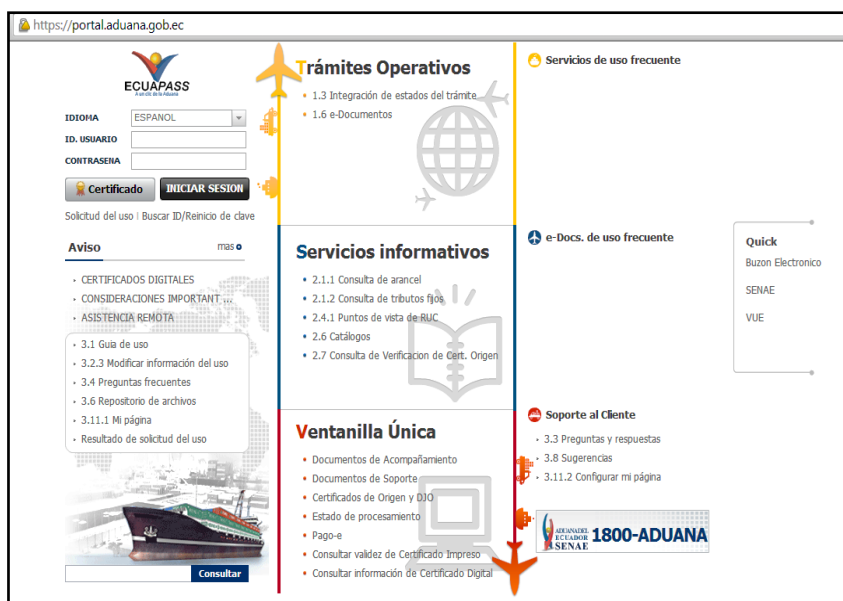 https://portal.aduana.gob.ec
ECUAPASS
A un clic de la Aduana
IDIOMA
ESPANOL
ID. USUARIO
CONTRASENA
Certificado
INICIAR SESION
Solicitud del uso | Buscar ID/Reinicio de clave
Aviso
mas
CERTIFICADOS DIGITALES
CONSIDERACIONES IMPORTANT ...
ASISTENCIA REMOTA
3.1 Guia de uso
3.2.3 Modificar información del uso
3.4 Preguntas frecuentes
3.6 Repositorio de archivos
3.11.1 Mi página
Resultado de solicitud del uso
Consultar
Trámites Operativos
1.3 Integración de estados del trámite
1.6 e-Documentos
Servicios informativos
2.1.1 Consulta de arancel
2.1.2 Consulta de tributos fijos
2.4.1 Puntos de vista de RUC
2.6 Catálogos
2.7 Consulta de Verificacion de Cert. Origen
Ventanilla Única
Documentos de Acompañamiento
Documentos de Soporte
Certificados de Origen y DJO
Estado de procesamiento
Pago-e
Consultar validez de Certificado Impreso
Consultar información de Certificado Digital
Servicios de uso frecuente
e-Docs. de uso frecuente
Soporte al Cliente
3.3 Preguntas y respuestas
3.8 Sugerencias
3.11.2 Configurar mi página
ADUANA DEL
ECUADOR
SENAE
1800-ADUANA
Quick
Buzon Electronico
SENAE
VUE